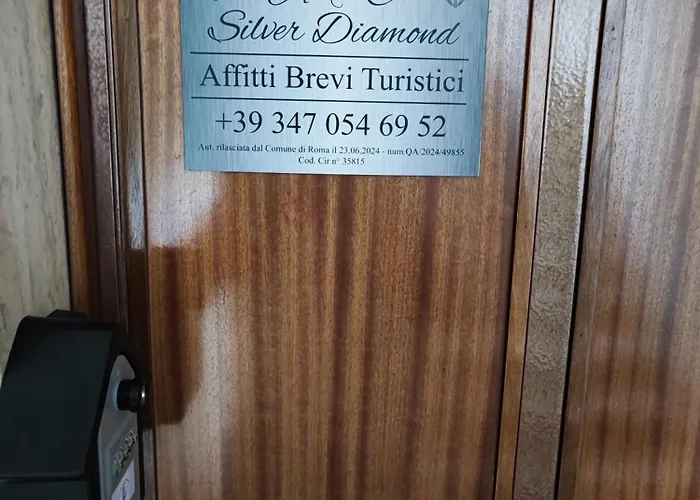 Silver Diamond
Affitti Brevi Turistici
+39 347 054 69 52
Aut. rilasciata dal Comune di Roma il 23.06.2024 - num.QA/2024/49855
Cod. Cir n° 35815